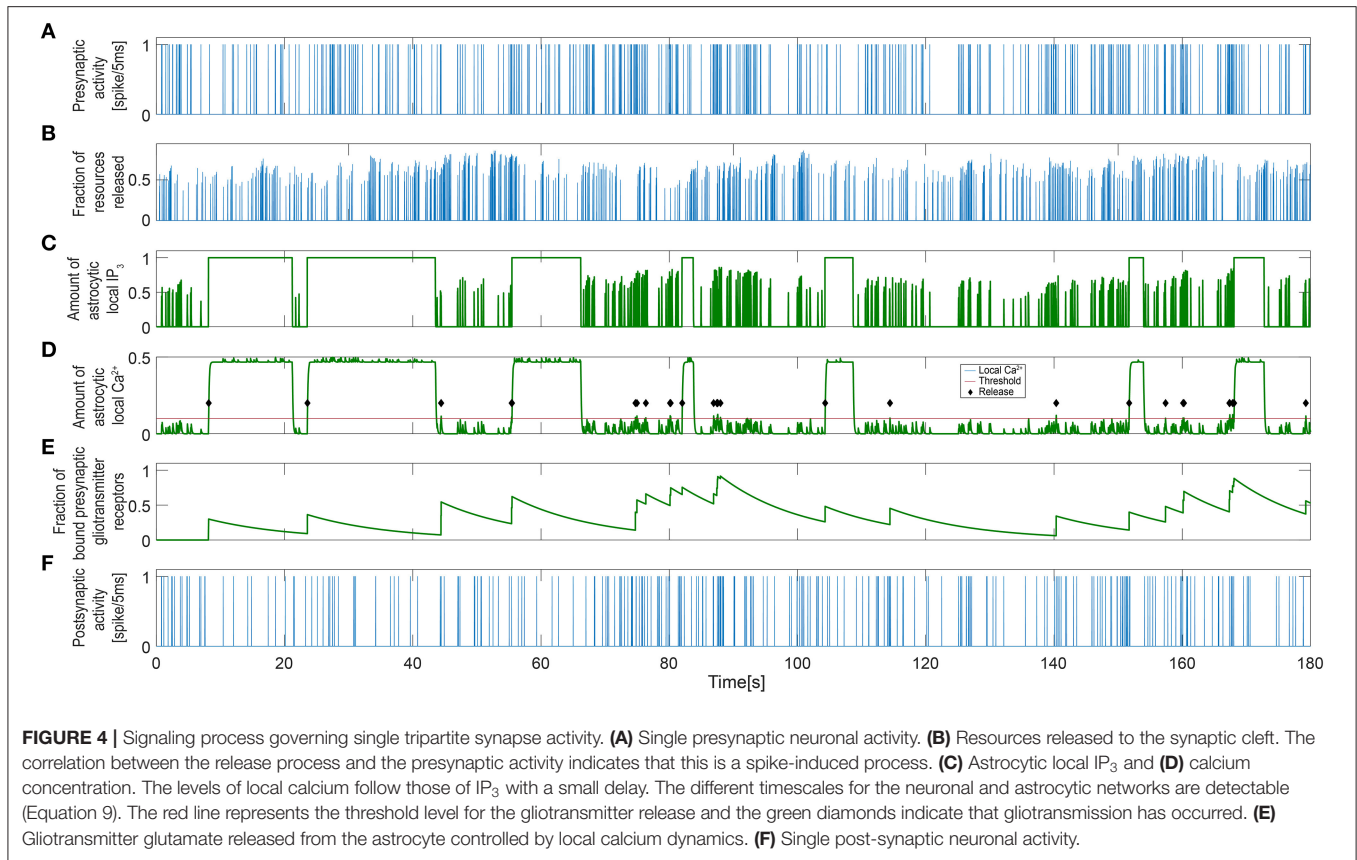 A
Presynaptic
activity
[spike/5ms]
1
0
B
Fraction of
resources
released
0.5
0
C
Amount of
astrocytic
local IP3
1
0.5
0
D
Amount of
astrocytic
local Ca2+
0.5
0
Local Ca2+
Threshold
Release
E
Fraction of
bound presynaptic
gliotransmitter
receptors
1
0.5
0
F
Postsynaptic
activity
[spike/5ms]
1
0
0 20 40 60 80 100 120 140 160 180
Time[s]
FIGURE 4 | Signaling process governing single tripartite synapse activity. (A) Single presynaptic neuronal activity. (B) Resources released to the synaptic cleft. The
correlation between the release process and the presynaptic activity indicates that this is a spike-induced process. (C) Astrocytic local IP3 and (D) calcium
concentration. The levels of local calcium follow those of IP3 with a small delay. The different timescales for the neuronal and astrocytic networks are detectable
(Equation 9). The red line represents the threshold level for the gliotransmitter release and the green diamonds indicate that gliotransmission has occurred. (E)
Gliotransmitter glutamate released from the astrocyte controlled by local calcium dynamics. (F) Single post-synaptic neuronal activity.